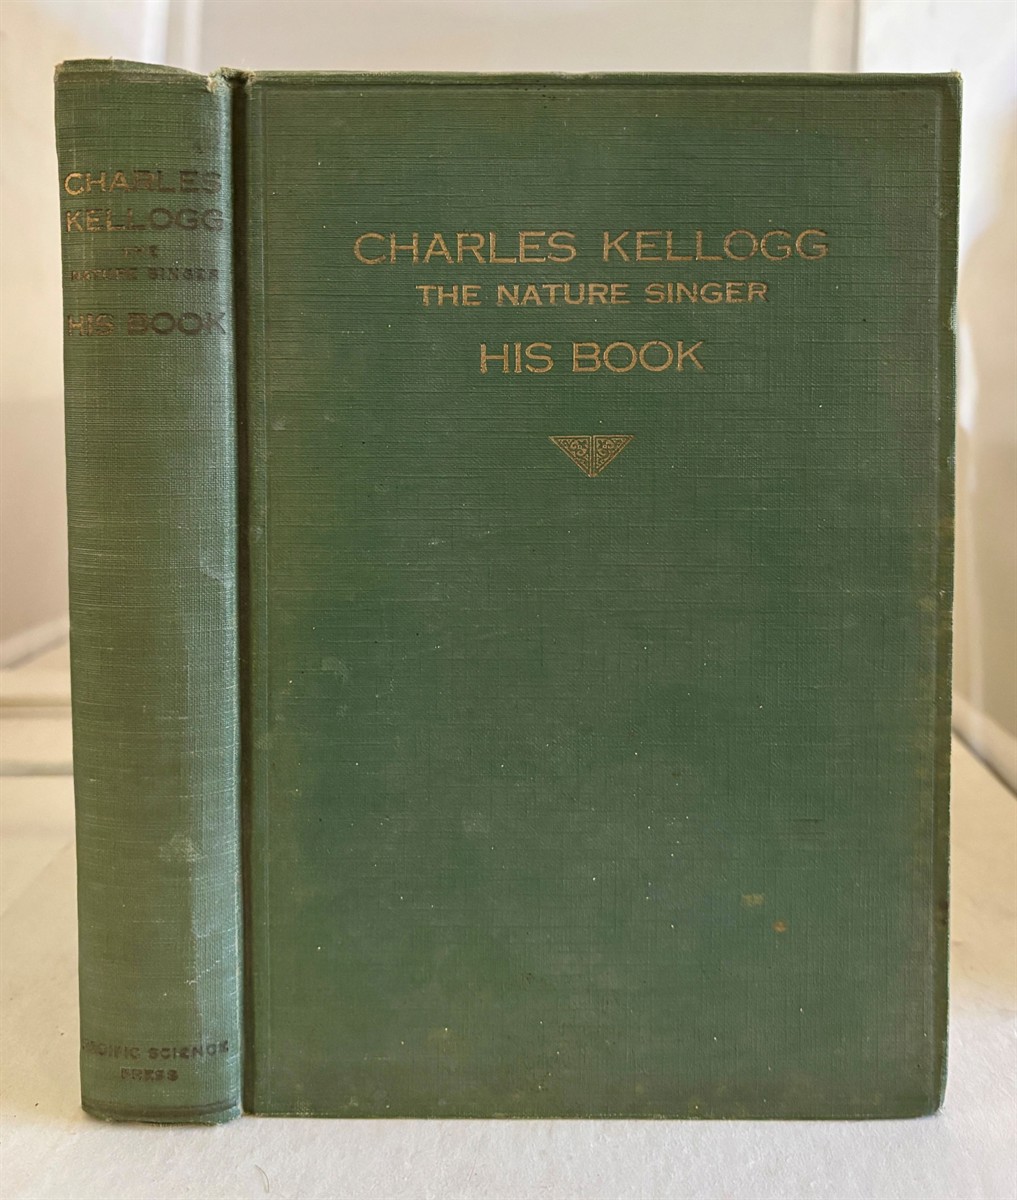 CHARLES
KELLOGG
THE
NATURE SINGER
HIS BOOK
PACIFIC SCIENCE
PRESS
CHARLES KELLOGG
THE NATURE SINGER
HIS BOOK